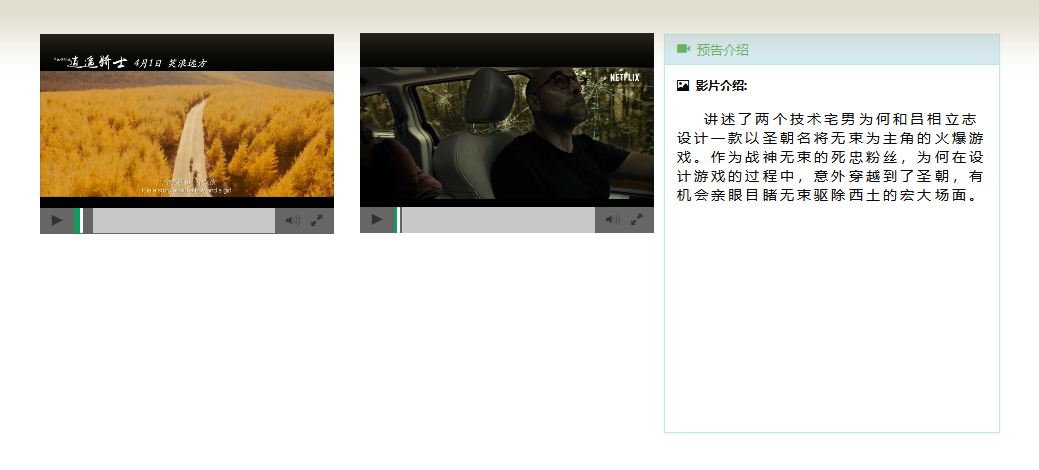 逍遥骑士 4月1日 笑浪远方
It is a story about a boy and a girl
NETFLIX
预告介绍
影片介绍:
讲述了两个技术宅男为何和吕相立志
设计一款以圣朝名将无束为主角的火爆游
戏。作为战神无束的死忠粉丝，为何在设
计游戏的过程中，意外穿越到了圣朝，有
机会亲眼目睹无束驱除西土的宏大场面。